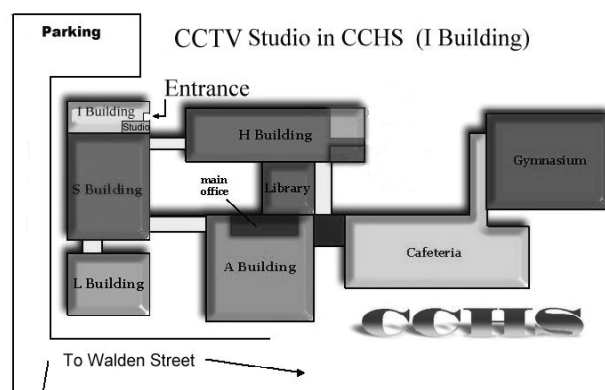 Parking
CCTV Studio in CCHS (I Building)
Entrance
I Building
Studio
H Building
Gymnasium
S Building
main
office
Library
Cafeteria
A Building
L Building
CCHS
To Walden Street